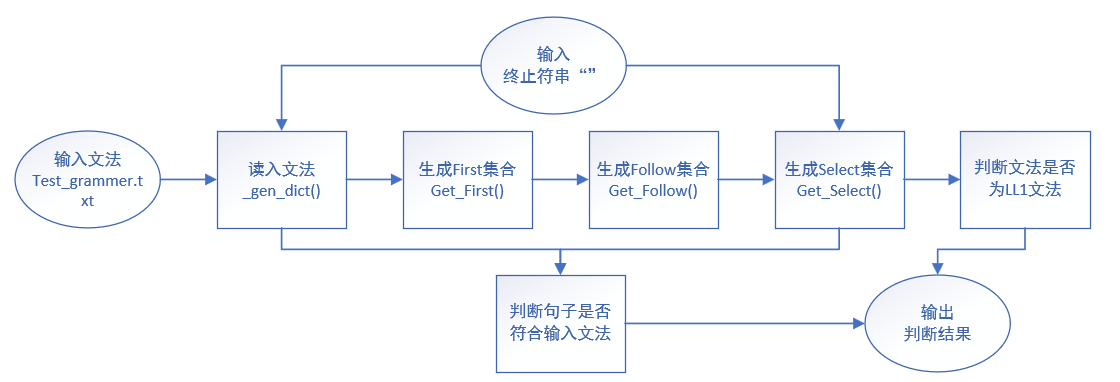 输入
终止符串“”
输入文法
Test_grammer.t
xt
读入文法
_gen_dict()
生成First集合
Get_First()
生成Follow集合
Get_Follow()
生成Select集合
Get_Select()
判断文法是否
为LL1文法
判断句子是否
符合输入文法
输出
判断结果